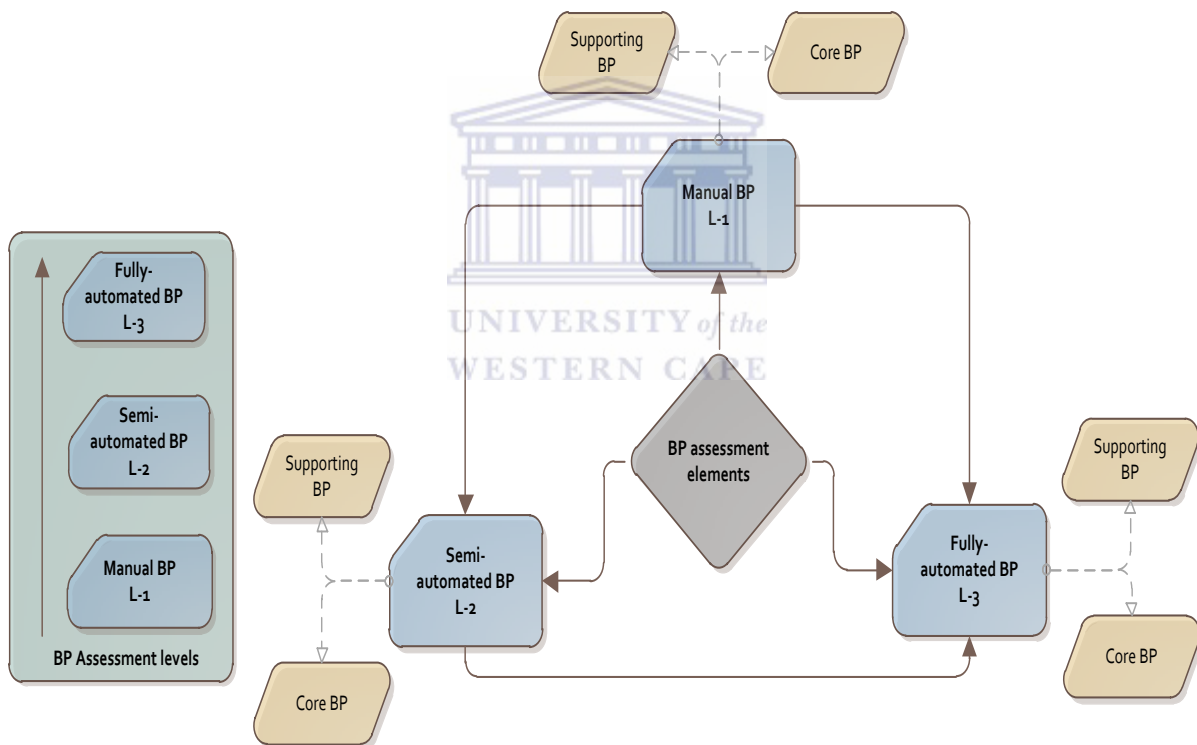 Supporting
BP
Core BP
Manual BP
L-1
UNIVERSITY of the
WESTERN CAPE
Fully-
automated BP
L-3
Semi-
automated BP
L-2
Manual BP
L-1
BP Assessment levels
BP assessment
elements
Supporting
BP
Semi-
automated BP
L-2
Core BP
Supporting
BP
Fully-
automated BP
L-3
Core BP